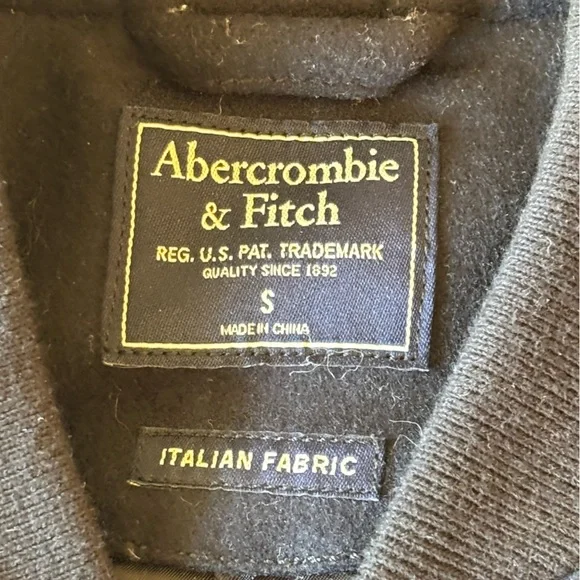 Abercrombie
& Fitch
REG. U.S. PAT. TRADEMARK
QUALITY SINCE 1892
S
MADE IN CHINA
ITALIAN FABRIC